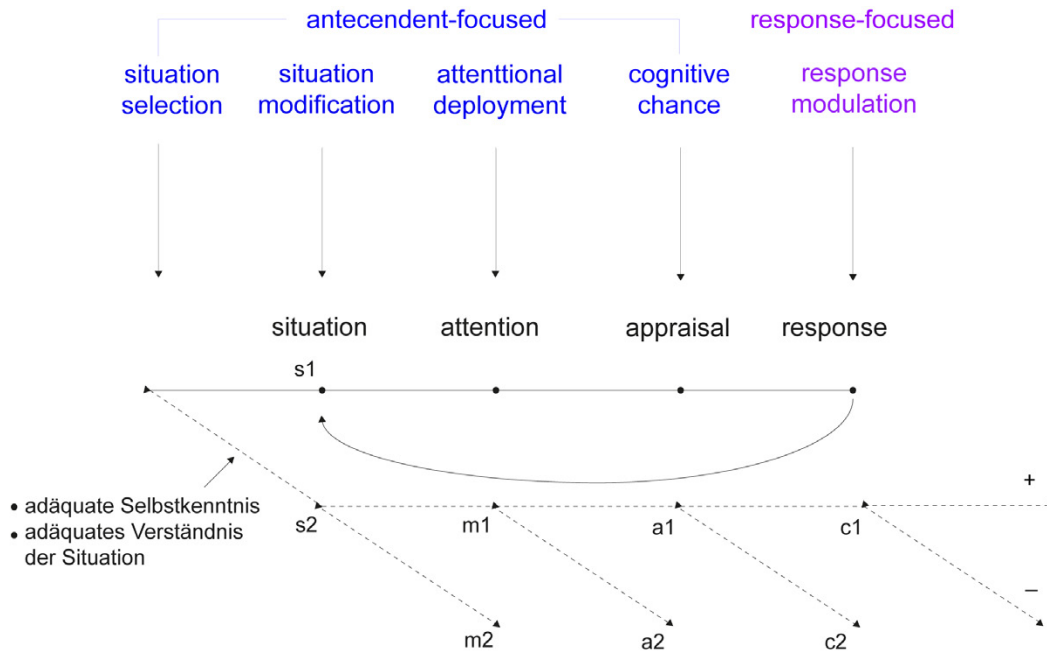 antecendent-focused
response-focused
situation
selection
situation
modification
attenttional
deployment
cognitive
chance
response
modulation
situation
attention
appraisal
response
s1
• adäquate Selbstkenntnis
• adäquates Verständnis
der Situation
s2
m1
a1
c1
+
–
m2
a2
c2